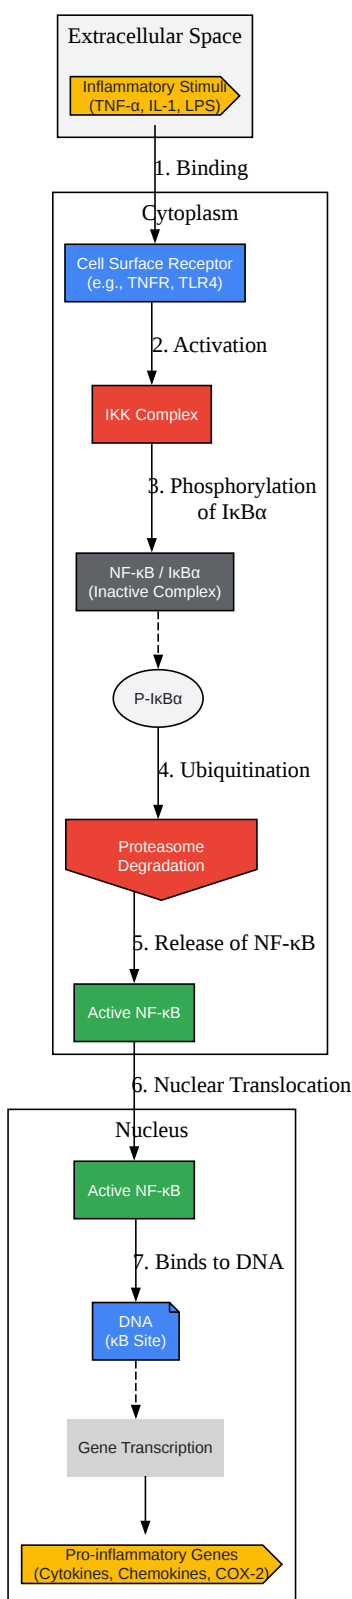 Extracellular Space
Inflammatory Stimuli
(TNF-α, IL-1, LPS)
1. Binding
Cytoplasm
Cell Surface Receptor
(e.g., TNFR, TLR4)
2. Activation
IKK Complex
3. Phosphorylation
of IκBα
NF-κB / IκBα
(Inactive Complex)
P-IκBα
4. Ubiquitination
Proteasome
Degradation
5. Release of NF-κB
Active NF-κB
6. Nuclear Translocation
Nucleus
Active NF-κB
7. Binds to DNA
DNA
(κB Site)
Gene Transcription
Pro-inflammatory Genes
(Cytokines, Chemokines, COX-2)